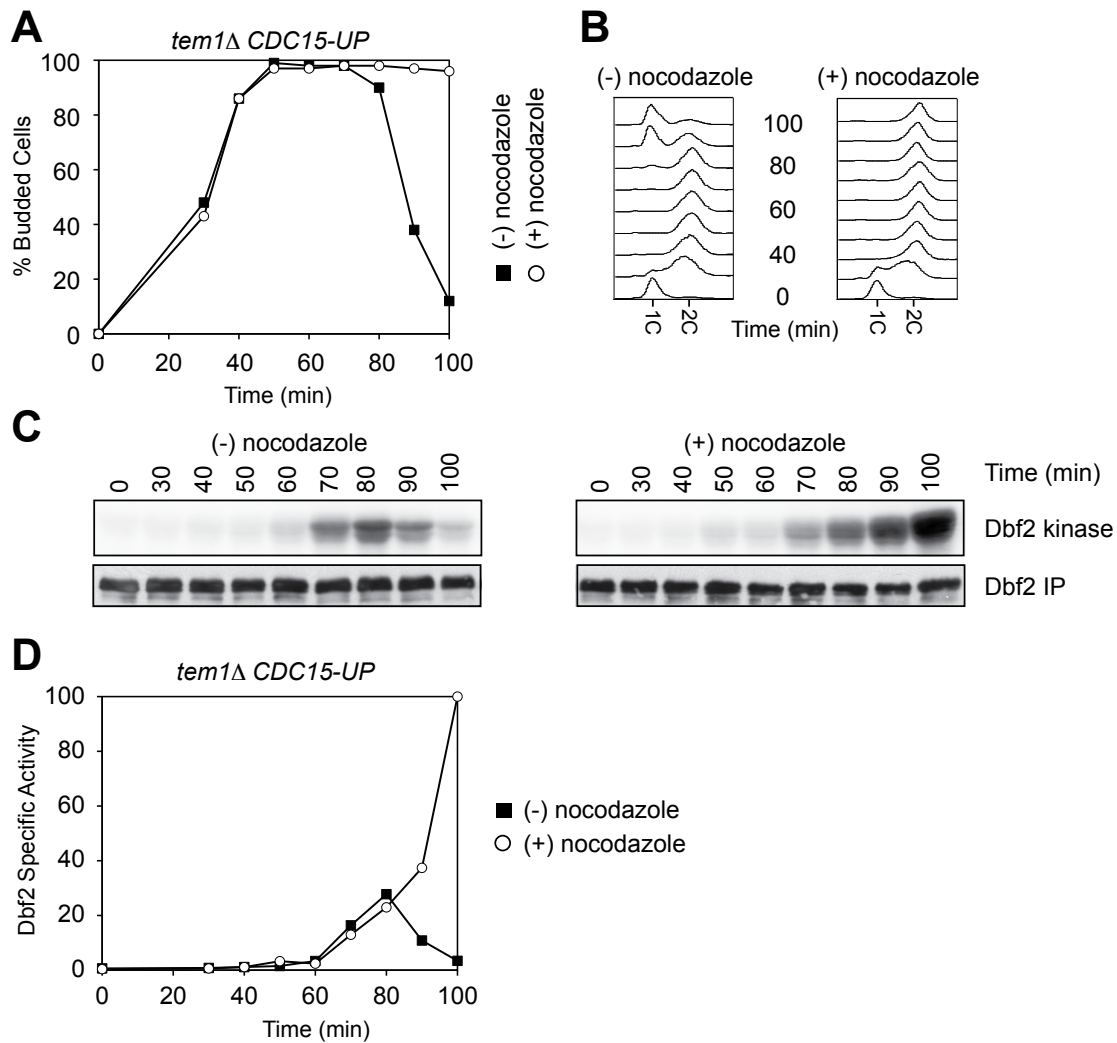 A
tem1Δ CDC15-UP
100
80
60
40
20
0
% Budded Cells
0 20 40 60 80 100
Time (min)
(-) nocodazole
(+) nocodazole
B
(-) nocodazole (+) nocodazole
100
80
60
40
0
1C 2C Time (min) 1C 2C
C
(-) nocodazole (+) nocodazole
0 30 40 50 60 70 80 90 100 0 30 40 50 60 70 80 90 100 Time (min)
Dbf2 kinase
Dbf2 IP
D
tem1Δ CDC15-UP
100
80
60
40
20
0
Dbf2 Specific Activity
0 20 40 60 80 100
Time (min)
(-) nocodazole
(+) nocodazole